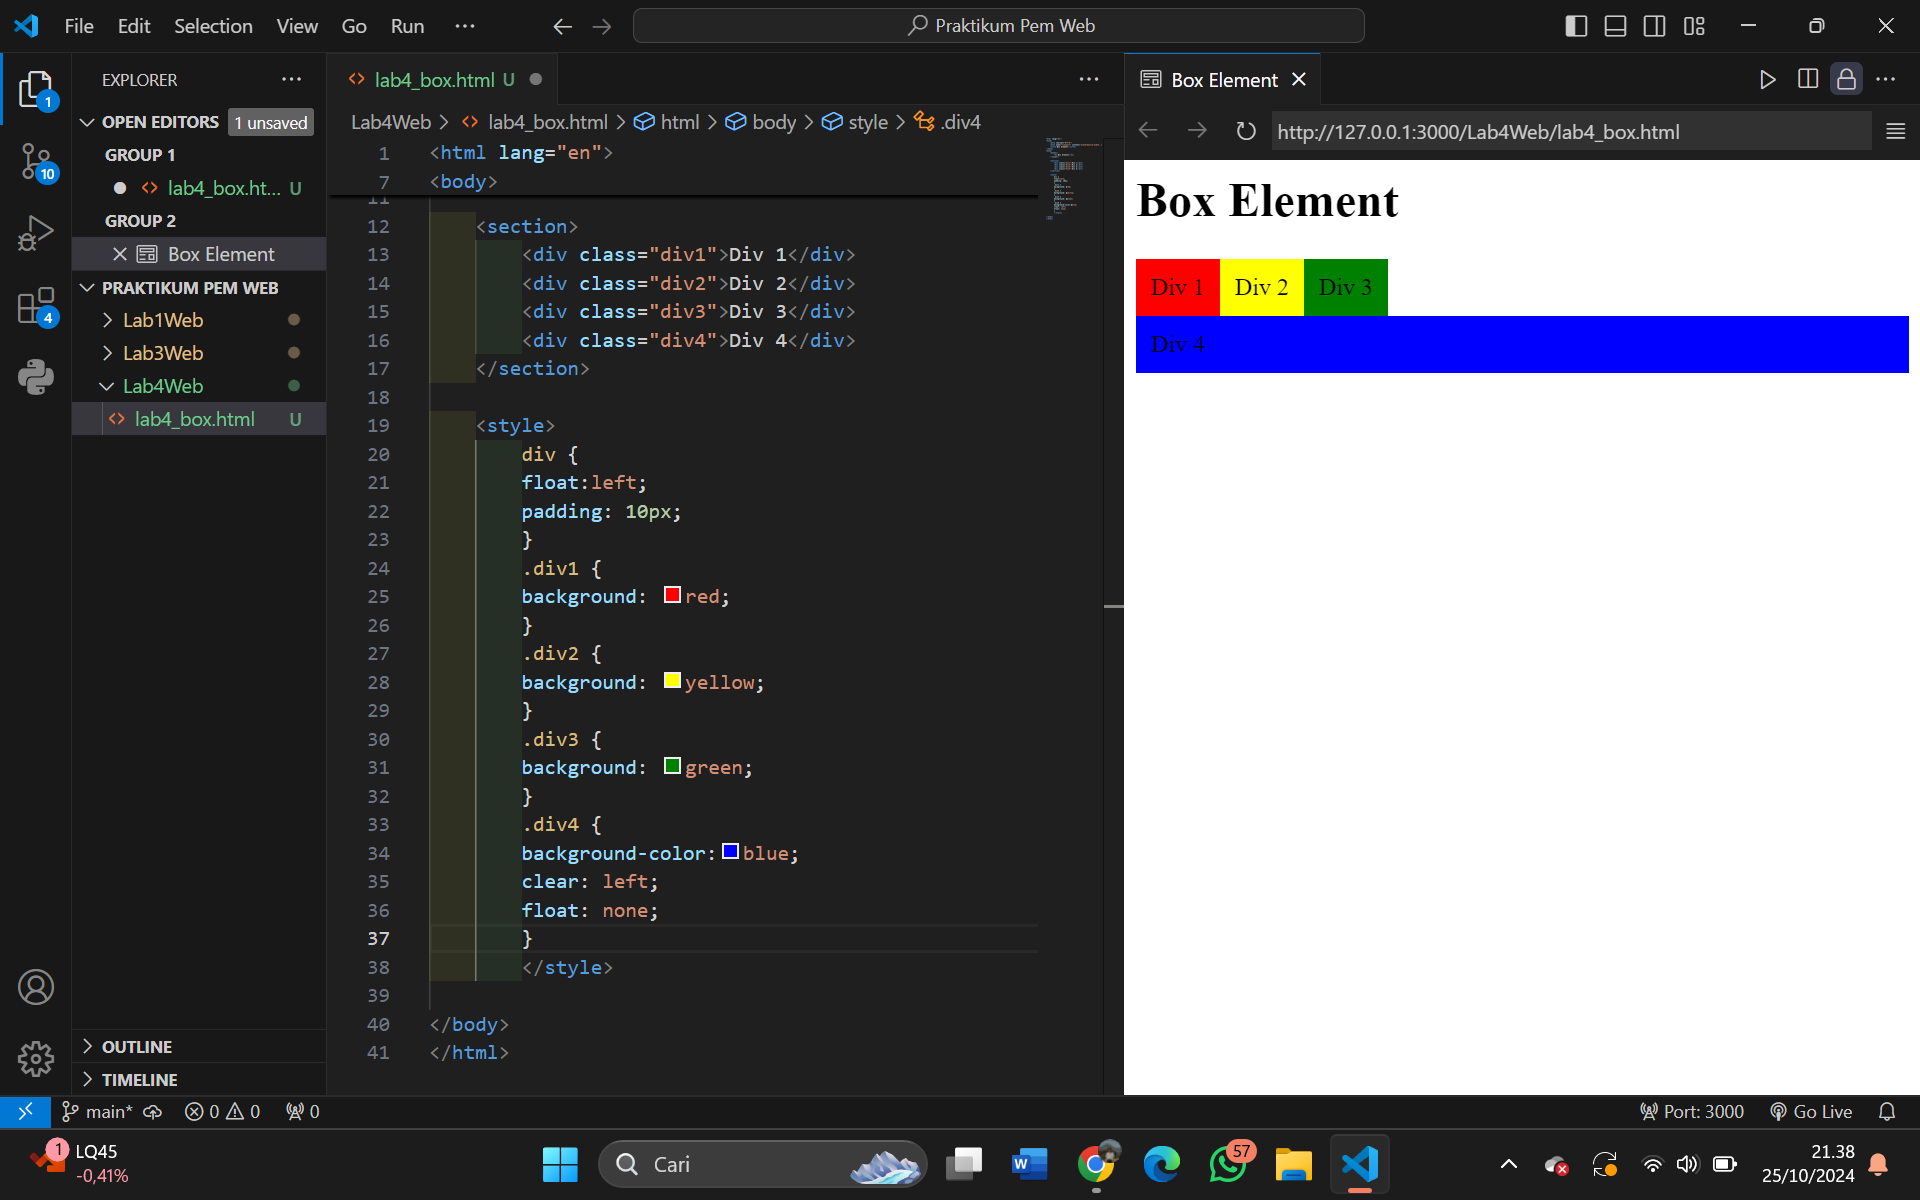 File Edit Selection View Go Run ··· Praktikum Pem Web
EXPLORER ···
OPEN EDITORS 1 unsaved
GROUP 1
lab4_box.ht... U
GROUP 2
Box Element
PRAKTIKUM PEM WEB
Lab1Web
Lab3Web
Lab4Web
lab4_box.html U
OUTLINE
TIMELINE
1
10
4
lab4_box.html U ···
Lab4Web > lab4_box.html > html > body > style > .div4
1 <html lang="en">
7 <body>
11
12 <section>
13 <div class="div1">Div 1</div>
14 <div class="div2">Div 2</div>
15 <div class="div3">Div 3</div>
16 <div class="div4">Div 4</div>
17 </section>
18
19 <style>
20 div {
21 float:left;
22 padding: 10px;
23 }
24 .div1 {
25 background: red;
26 }
27 .div2 {
28 background: yellow;
29 }
30 .div3 {
31 background: green;
32 }
33 .div4 {
34 background-color: blue;
35 clear: left;
36 float: none;
37 }
38 </style>
39
40 </body>
41 </html>
Box Element ···
http://127.0.0.1:3000/Lab4Web/lab4_box.html
Box Element
Div 1 Div 2 Div 3
Div 4
main* 0 0 0 Port: 3000 Go Live
1 LQ45
-0,41%
Cari
57
21.38
25/10/2024